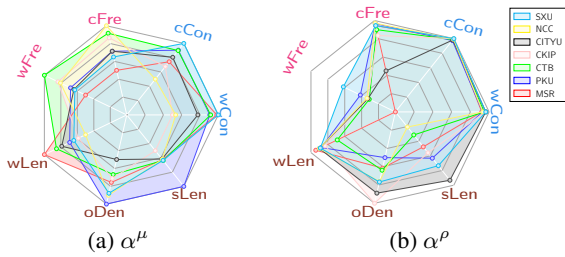 cFre
cCon
wFre
wCon
wLen
oDen
sLen
(a) α^μ
cFre
cCon
wFre
wCon
wLen
oDen
sLen
(b) α^ρ
SXU
NCC
CITYU
CKIP
CTB
PKU
MSR